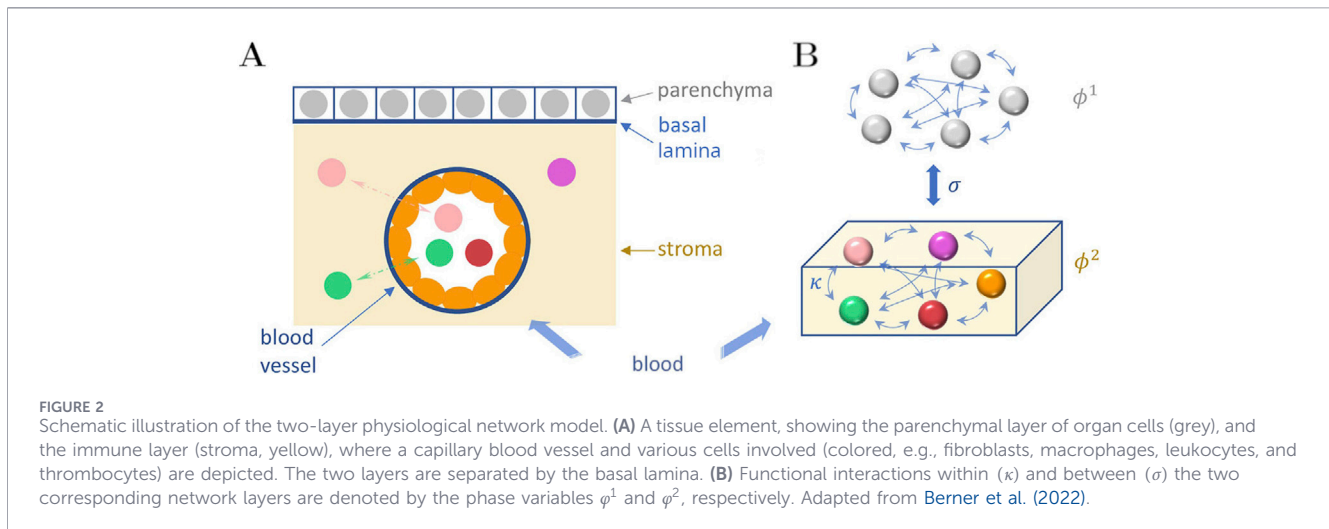 A
B
parenchyma
basal
lamina
stroma
blood
vessel
blood
ϕ¹
σ
κ
ϕ²
FIGURE 2
Schematic illustration of the two-layer physiological network model. (A) A tissue element, showing the parenchymal layer of organ cells (grey), and
the immune layer (stroma, yellow), where a capillary blood vessel and various cells involved (colored, e.g., fibroblasts, macrophages, leukocytes, and
thrombocytes) are depicted. The two layers are separated by the basal lamina. (B) Functional interactions within (κ) and between (σ) the two
corresponding network layers are denoted by the phase variables φ¹ and φ², respectively. Adapted from Berner et al. (2022).